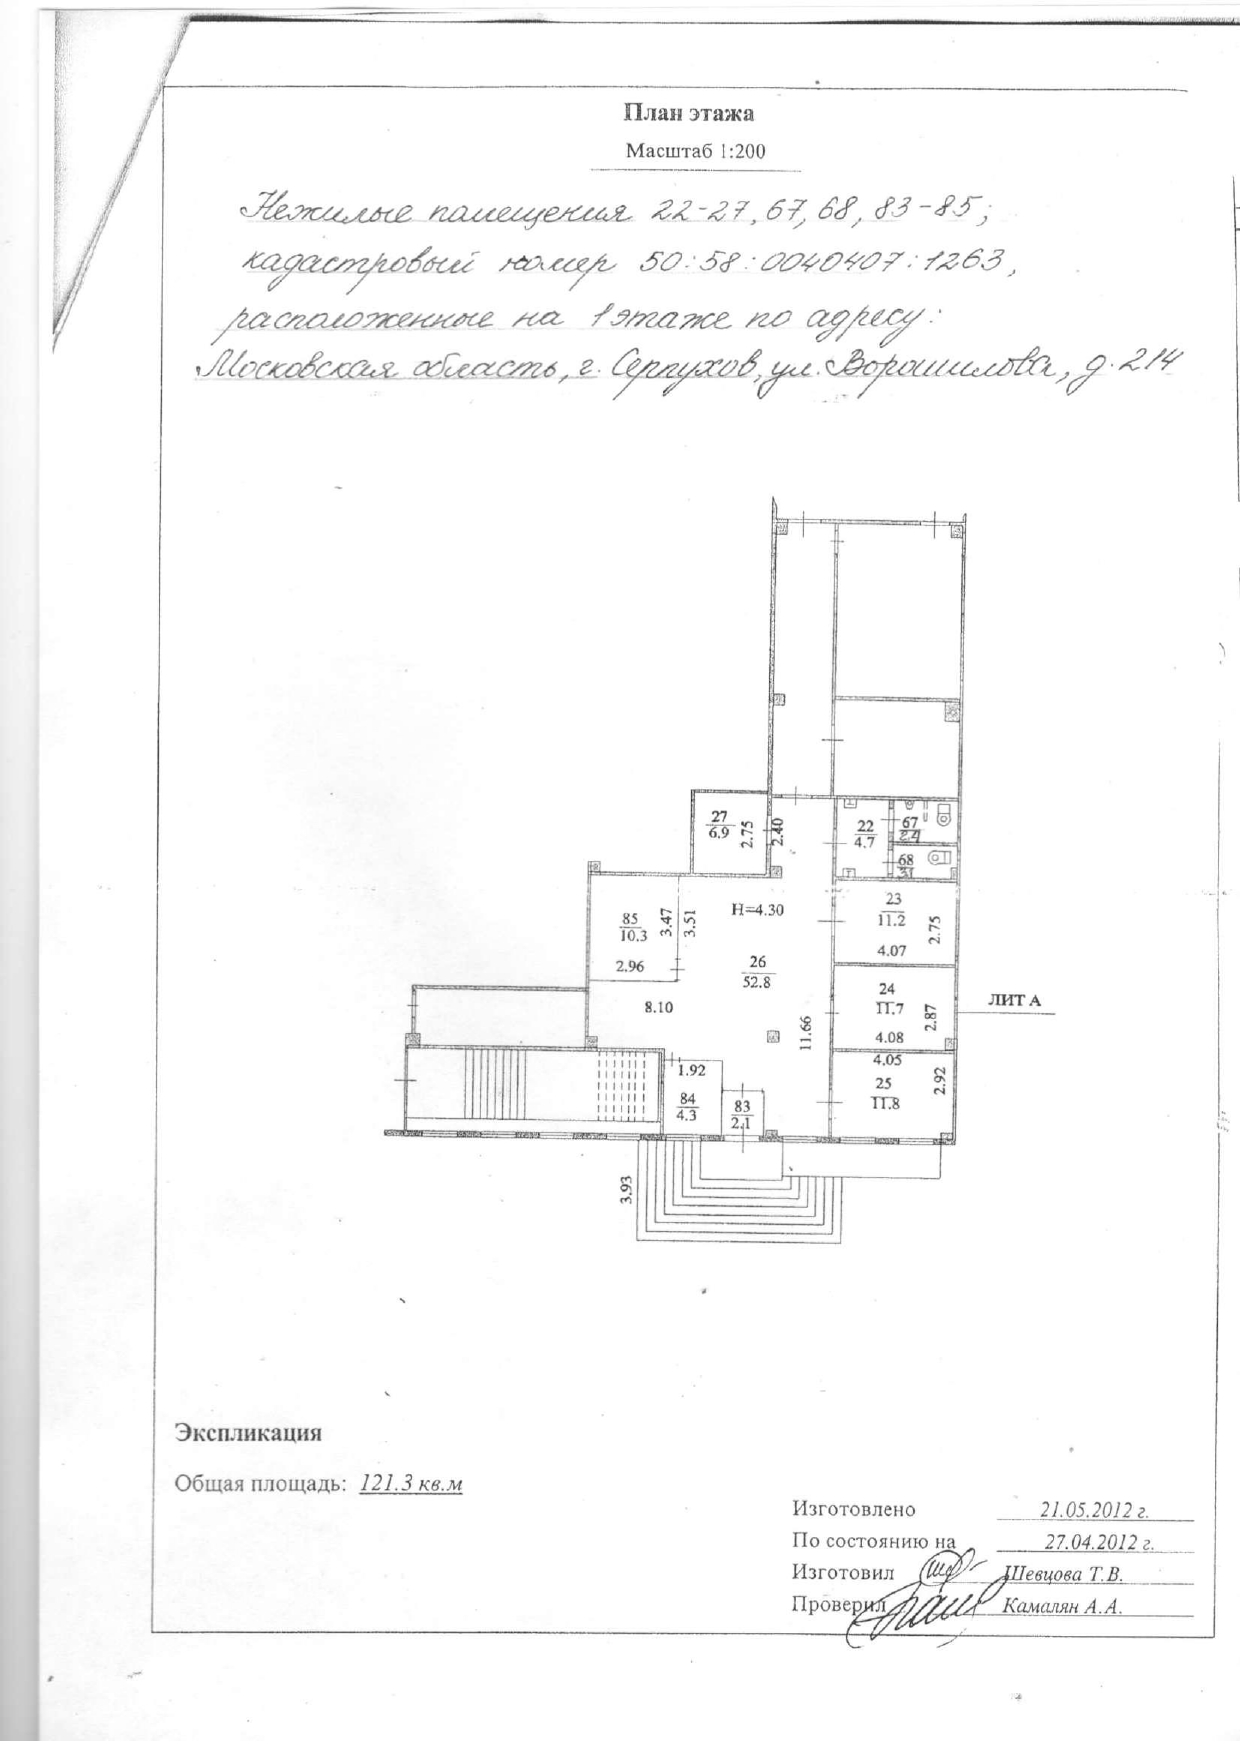 План этажа
Масштаб 1:200
Нежилые помещения 22-27, 67, 68, 83-85;
кадастровый номер 50:58:0040407:1263,
расположенные на 1 этаже по адресу:
Московская область, г. Серпухов, ул. Ворошилова, д. 214
27
6.9
2.75
2.40
22
4.7
67
2.4
68
3.1
85
10.3
3.47
3.51
2.96
H=4.30
23
11.2
2.75
4.07
26
52.8
8.10
24
11.7
2.87
4.08
ЛИТ А
11.66
4.05
25
11.8
2.92
1.92
84
4.3
83
2.1
3.93
Экспликация
Общая площадь: 121.3 кв.м
Изготовлено 21.05.2012 г.
По состоянию на 27.04.2012 г.
Изготовил Шевцова Т.В.
Проверил Камалян А.А.